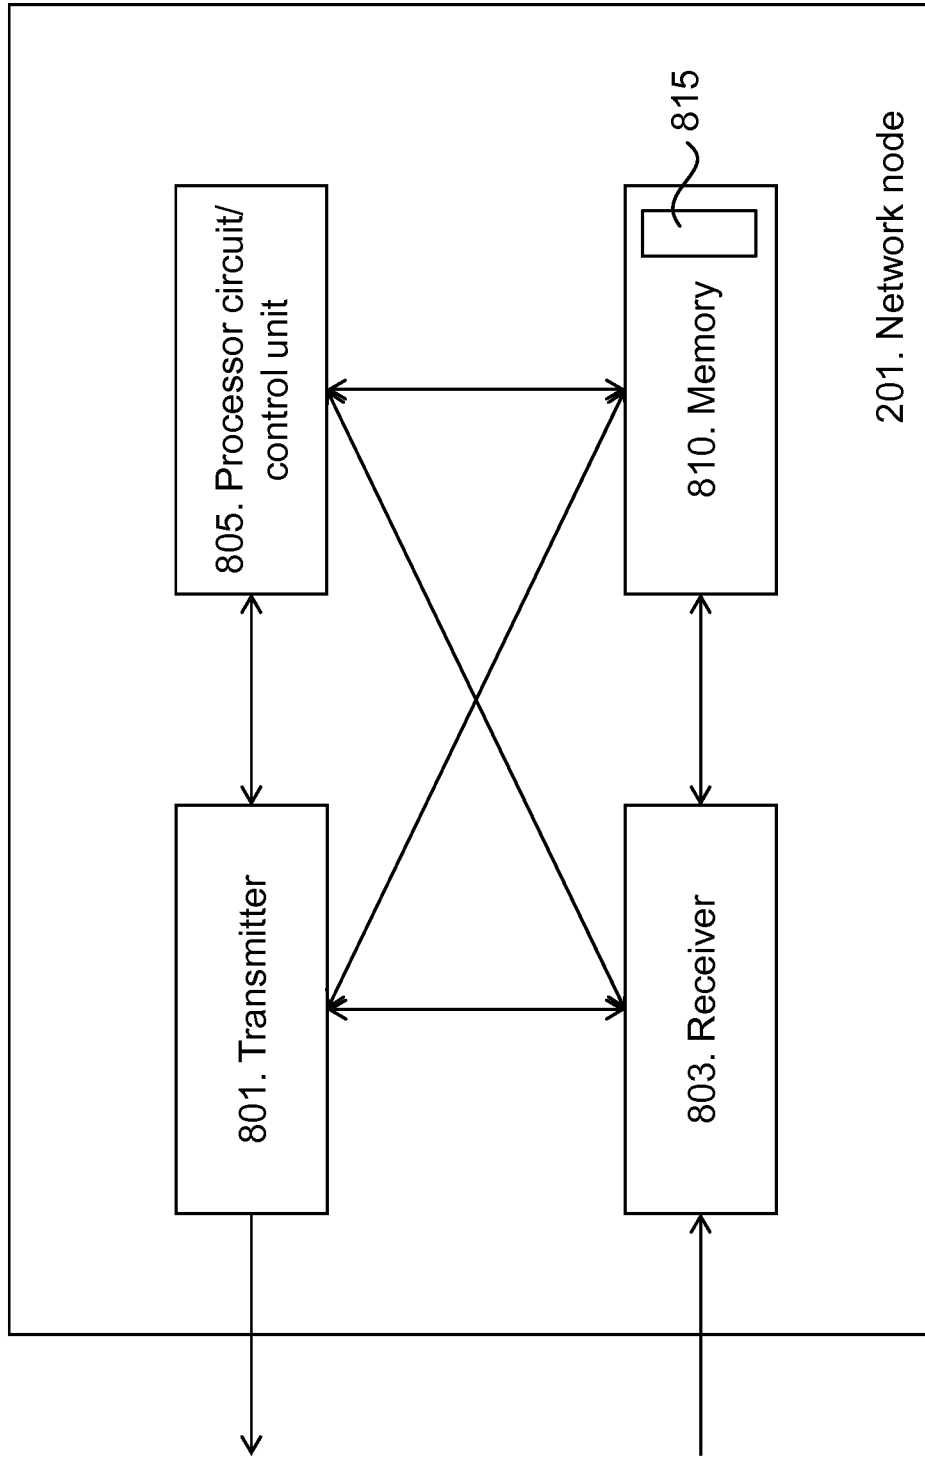 801. Transmitter
805. Processor circuit/
control unit
803. Receiver
810. Memory
815
201. Network node